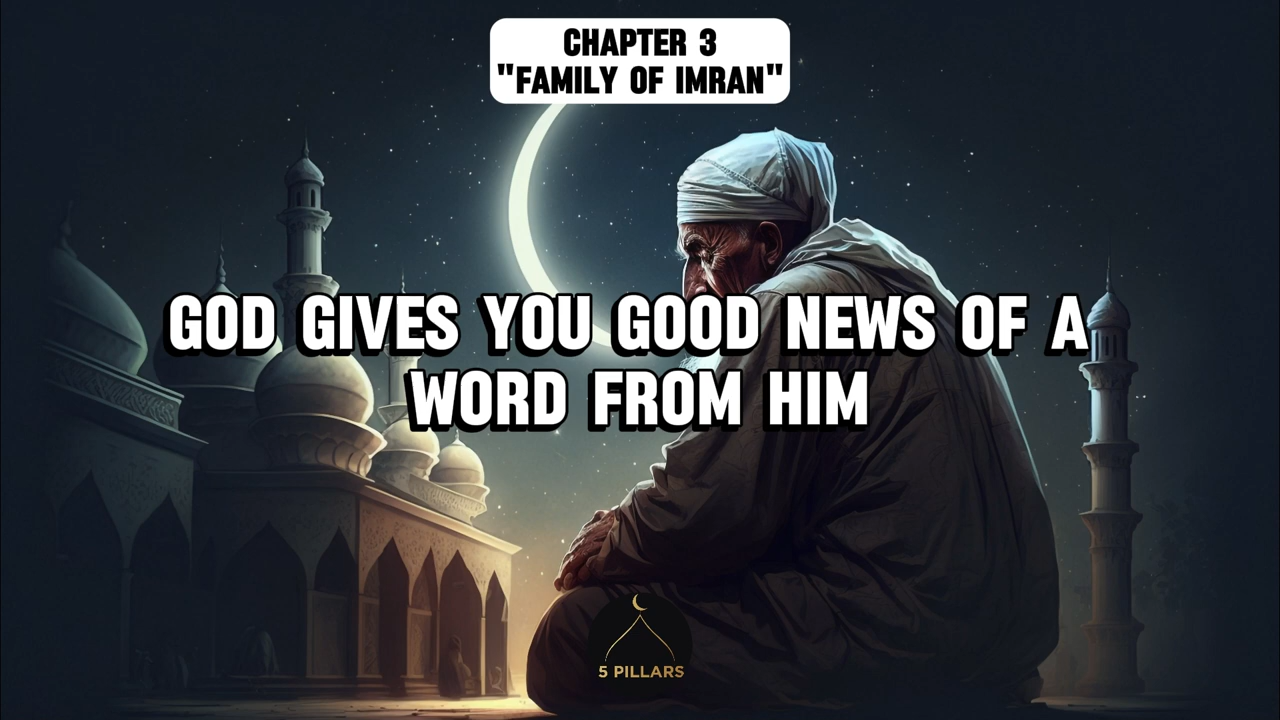 CHAPTER 3
"FAMILY OF IMRAN"
GOD GIVES YOU GOOD NEWS OF A
WORD FROM HIM
5 PILLARS